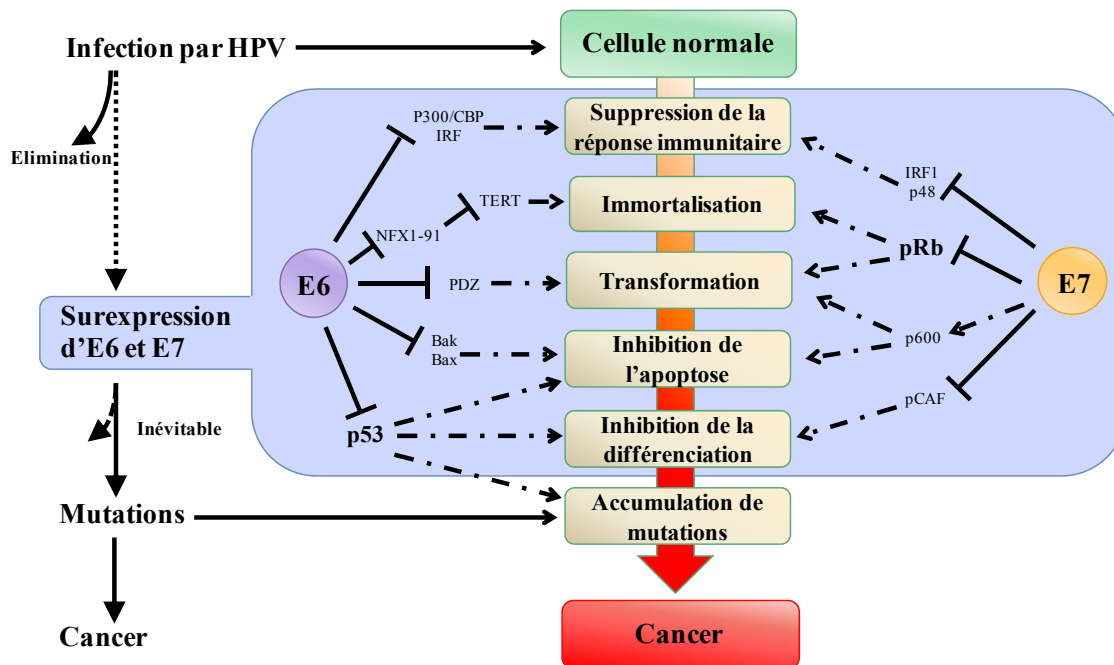 Infection par HPV
Cellule normale
Elimination
P300/CBP
IRF
Suppression de la
réponse immunitaire
IRF1
p48
TERT
Immortalisation
NFX1-91
pRb
E6
PDZ
Transformation
E7
Surexpression
d'E6 et E7
Bak
Bax
Inhibition de
l'apoptose
p600
pCAF
Inévitable
p53
Inhibition de la
différenciation
Mutations
Accumulation de
mutations
Cancer
Cancer